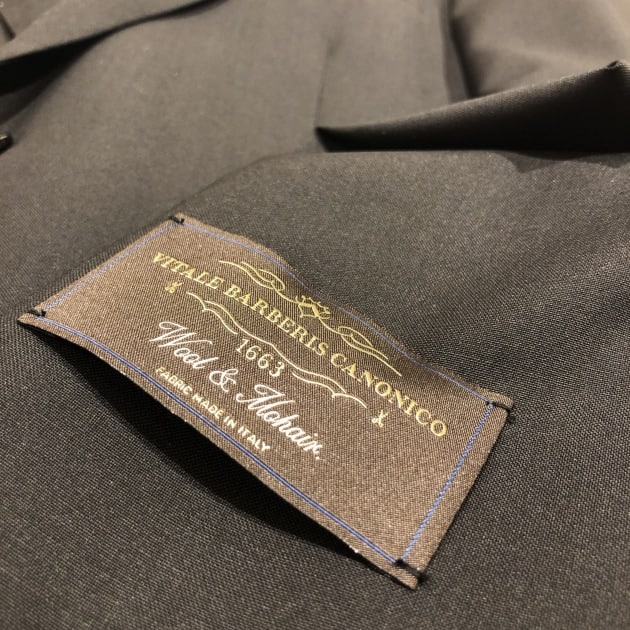 VITALE BARBERIS CANONICO
1663
Wool & Mohair.
FABRIC MADE IN ITALY